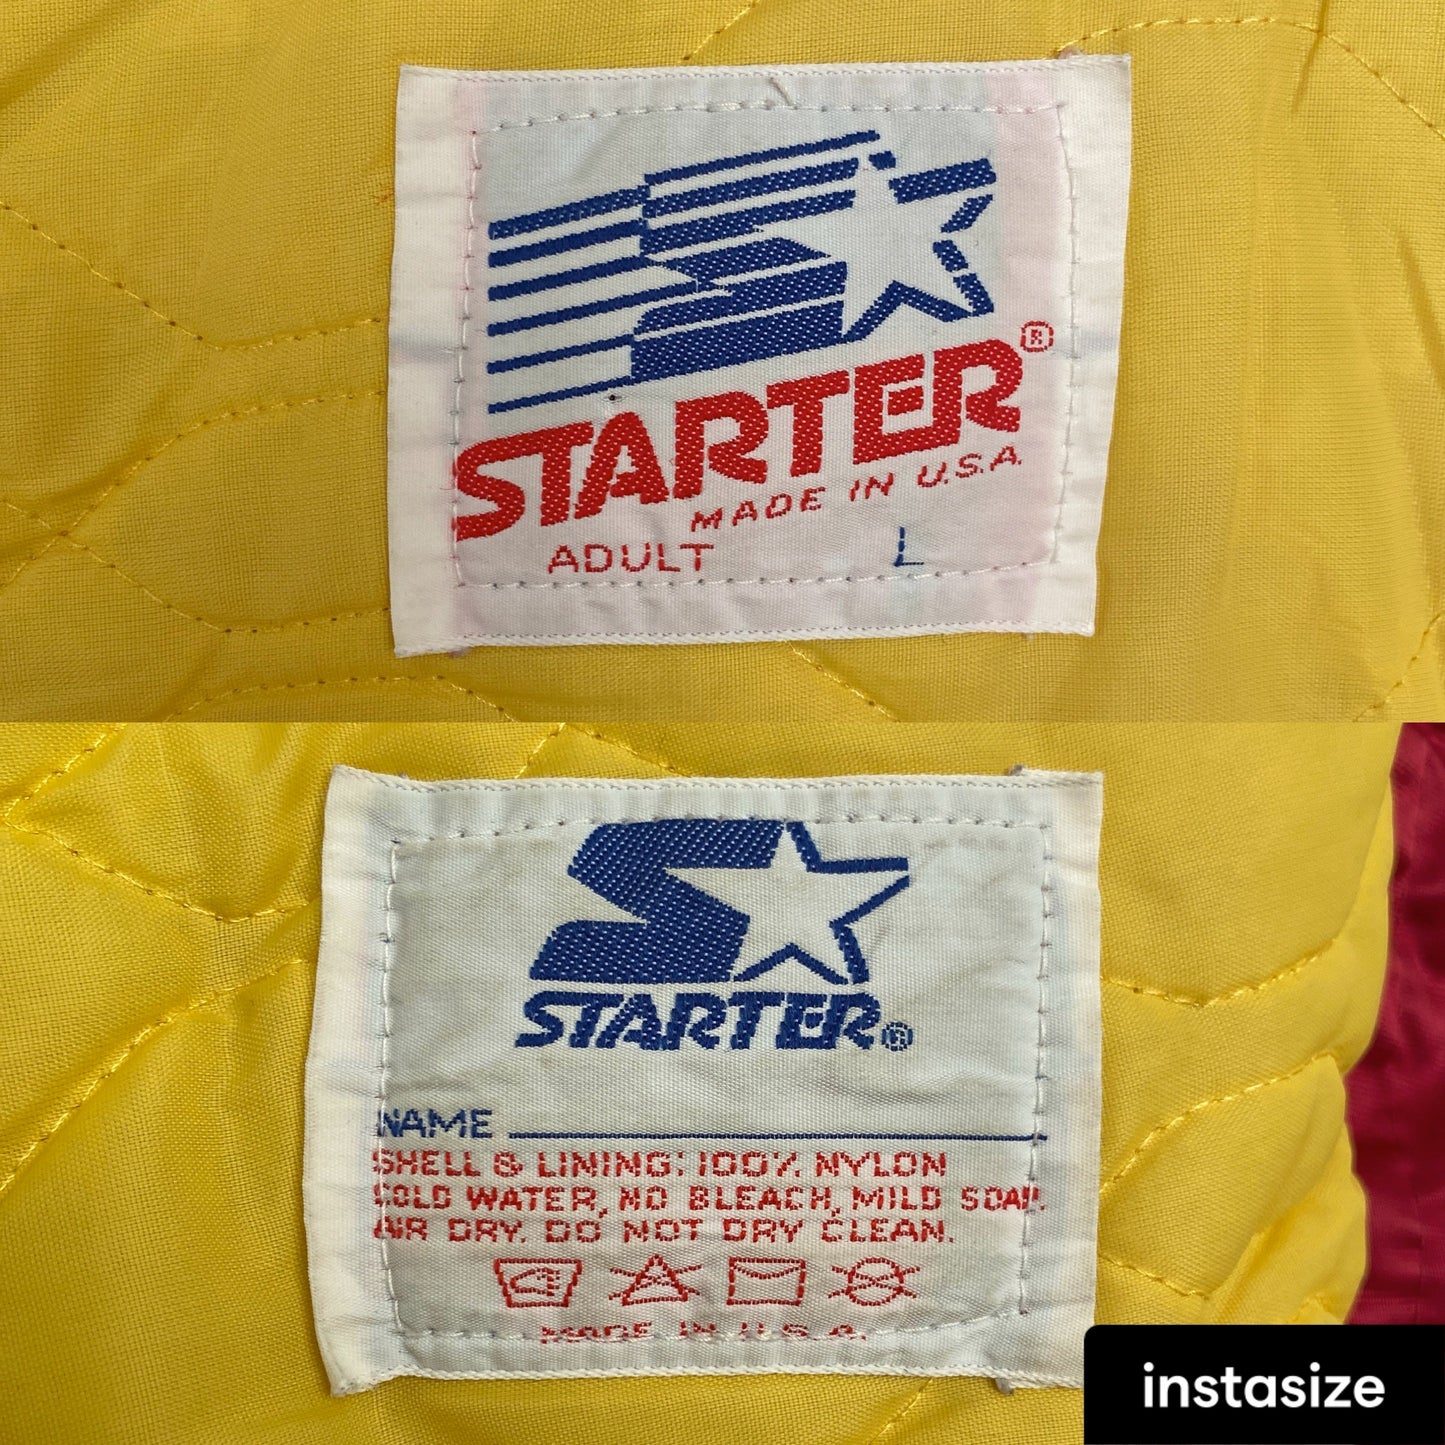 STARTER®
MADE IN U.S.A.
ADULT L
STARTER®
NAME
SHELL & LINING: 100% NYLON
COLD WATER, NO BLEACH, MILD SOAP.
AIR DRY. DO NOT DRY CLEAN.
MADE IN U.S.A.
instasize